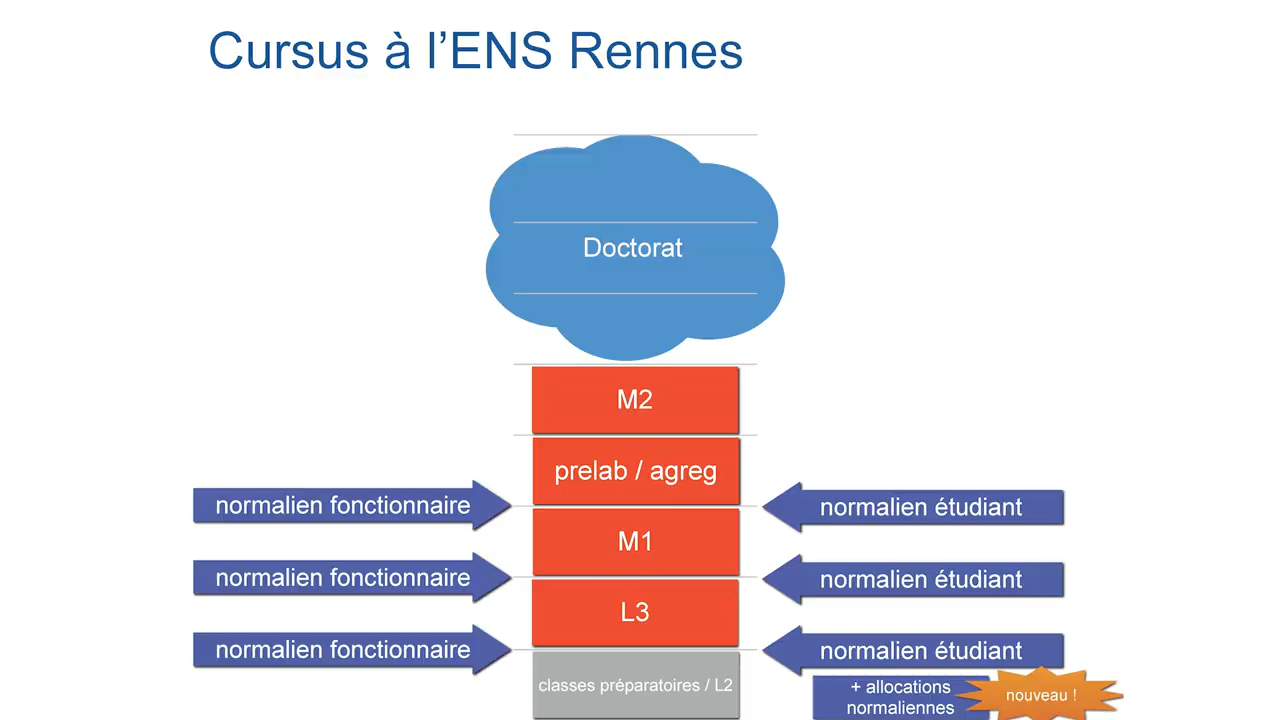 Cursus à l’ENS Rennes
Doctorat
M2
prelab / agreg
normalien fonctionnaire
normalien étudiant
M1
normalien fonctionnaire
normalien étudiant
L3
normalien fonctionnaire
normalien étudiant
classes préparatoires / L2
+ allocations
normaliennes
nouveau !